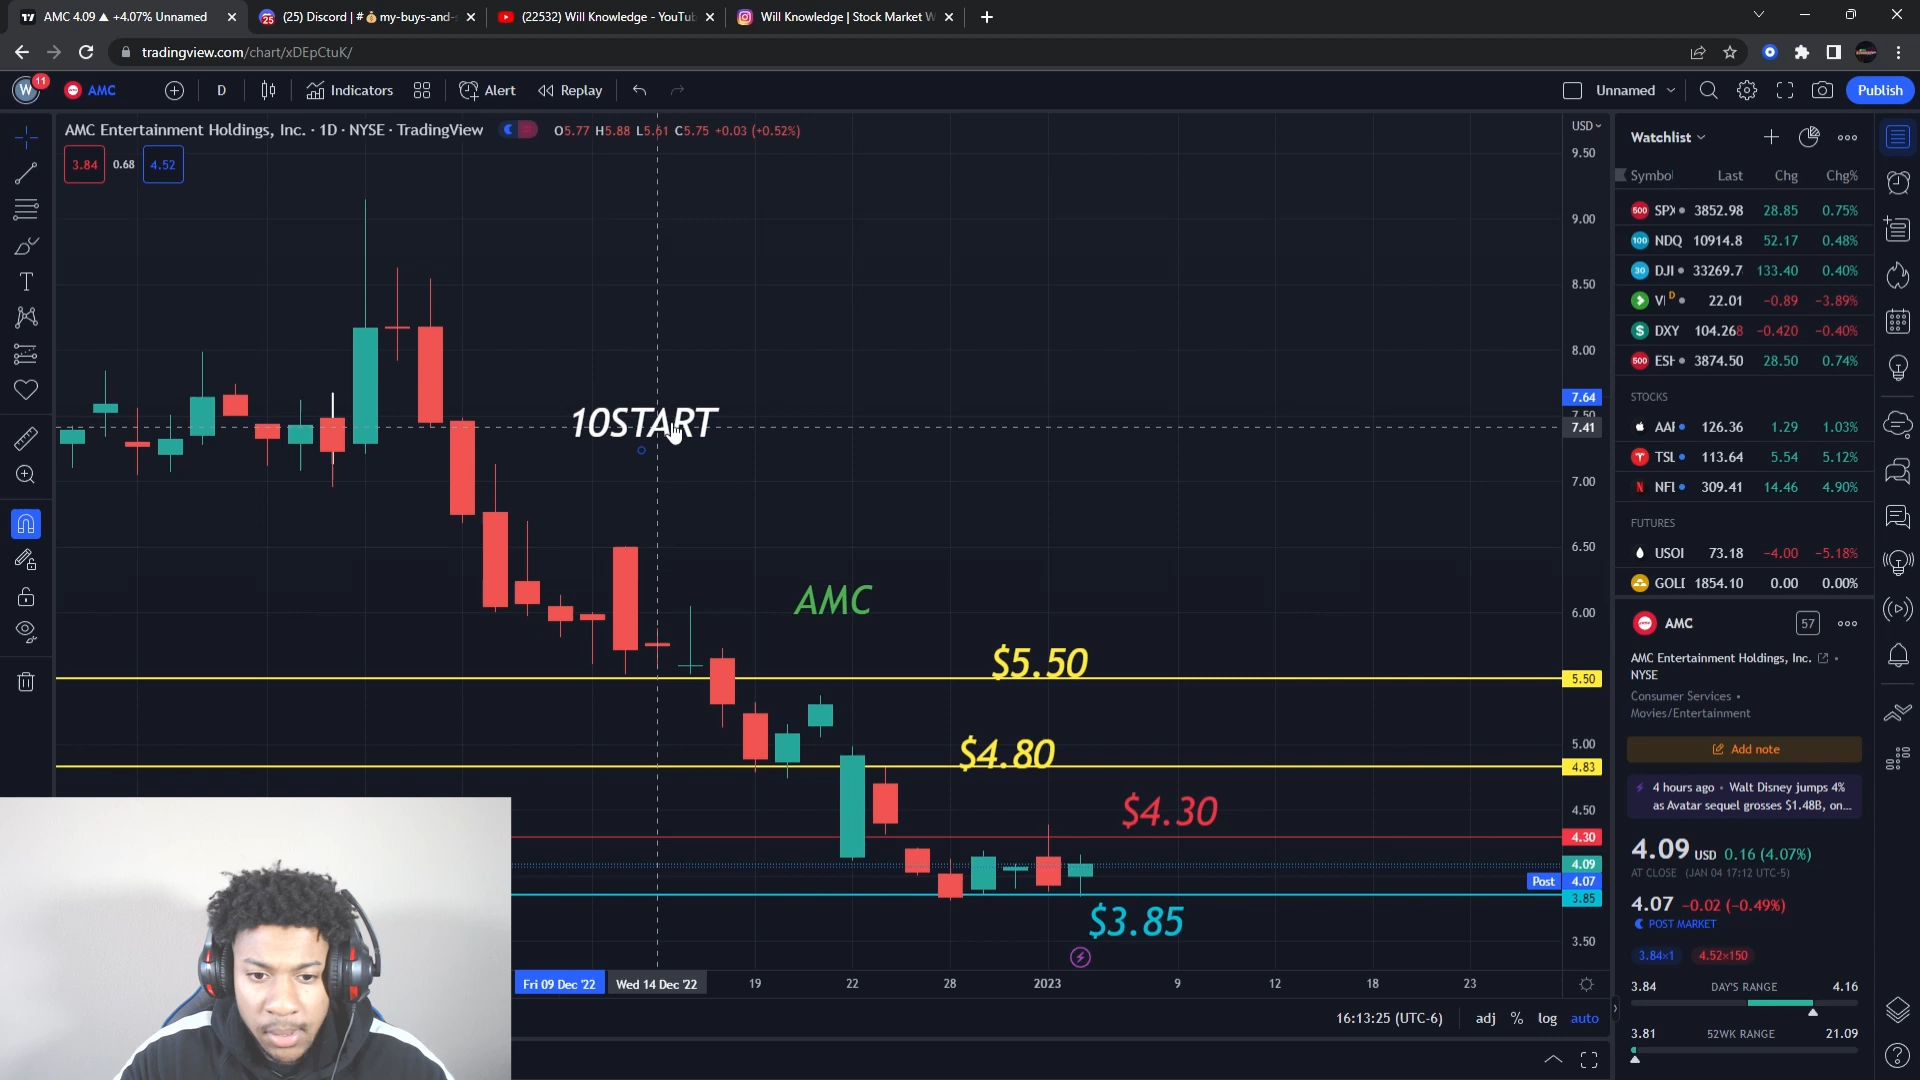 AMC 4.09 ▲ +4.07% Unnamed
(25) Discord | #💰my-buys-and-s
(22532) Will Knowledge - YouTub
Will Knowledge | Stock Market W
tradingview.com/chart/xDEpCtuK/
W 11
AMC
D
Indicators
Alert
Replay
Unnamed
Publish
AMC Entertainment Holdings, Inc. · 1D · NYSE · TradingView
O5.77 H5.88 L5.61 C5.75 +0.03 (+0.52%)
3.84 0.68 4.52
USD
9.50
9.00
8.50
8.00
7.64
7.50
7.41
7.00
6.50
6.00
5.50
5.00
4.83
4.50
4.30
4.09
Post 4.07
3.85
3.50
10START
AMC
$5.50
$4.80
$4.30
$3.85
Fri 09 Dec '22
Wed 14 Dec '22
19 22 28 2023 9 12 18 23
16:13:25 (UTC-6) adj % log auto
Watchlist
Symbol Last Chg Chg%
500 SPX 3852.98 28.85 0.75%
100 NDQ 10914.8 52.17 0.48%
30 DJI 33269.7 133.40 0.40%
VI D 22.01 -0.89 -3.89%
$ DXY 104.268 -0.420 -0.40%
500 ES 3874.50 28.50 0.74%
STOCKS
AAF 126.36 1.29 1.03%
TSL 113.64 5.54 5.12%
NFL 309.41 14.46 4.90%
FUTURES
USOI 73.18 -4.00 -5.18%
GOLD 1854.10 0.00 0.00%
AMC
57
AMC Entertainment Holdings, Inc.
NYSE
Consumer Services
Movies/Entertainment
Add note
4 hours ago · Walt Disney jumps 4%
as Avatar sequel grosses $1.48B, on...
4.09 USD 0.16 (4.07%)
AT CLOSE (JAN 04 17:12 UTC-5)
4.07 -0.02 (-0.49%)
POST MARKET
3.84×1 4.52×150
3.84 DAY'S RANGE 4.16
3.81 52WK RANGE 21.09